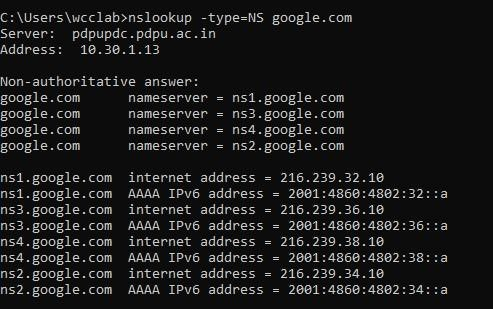 C:\Users\wcclab>nslookup -type=NS google.com
Server:  pdpupdc.pdpu.ac.in
Address:  10.30.1.13

Non-authoritative answer:
google.com      nameserver = ns1.google.com
google.com      nameserver = ns3.google.com
google.com      nameserver = ns4.google.com
google.com      nameserver = ns2.google.com

ns1.google.com  internet address = 216.239.32.10
ns1.google.com  AAAA IPv6 address = 2001:4860:4802:32::a
ns3.google.com  internet address = 216.239.36.10
ns3.google.com  AAAA IPv6 address = 2001:4860:4802:36::a
ns4.google.com  internet address = 216.239.38.10
ns4.google.com  AAAA IPv6 address = 2001:4860:4802:38::a
ns2.google.com  internet address = 216.239.34.10
ns2.google.com  AAAA IPv6 address = 2001:4860:4802:34::a